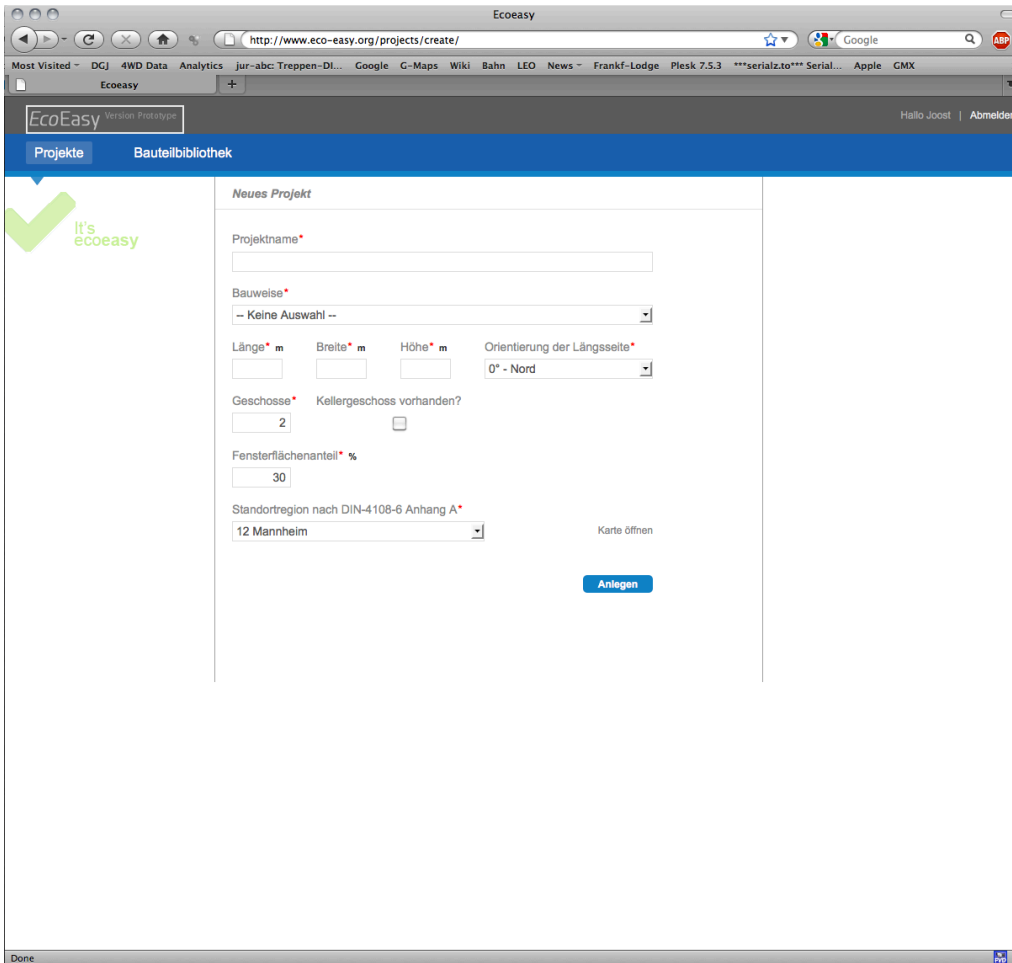 Ecoeasy
http://www.eco-easy.org/projects/create/
Google
ABP
Most Visited DGJ 4WD Data Analytics jur-abc: Treppen-DI... Google G-Maps Wiki Bahn LEO News Frankf-Lodge Plesk 7.5.3 ***serialz.to*** Serial... Apple GMX
Ecoeasy +
EcoEasy Version Prototype
Hallo Joost | Abmelden
Projekte Bauteilbibliothek
It's
ecoeasy
Neues Projekt
Projektname*
Bauweise*
-- Keine Auswahl --
Länge* m Breite* m Höhe* m Orientierung der Längsseite*
0° - Nord
Geschosse* Kellergeschoss vorhanden?
2
Fensterflächenanteil* %
30
Standortregion nach DIN-4108-6 Anhang A*
12 Mannheim
Karte öffnen
Anlegen
Done